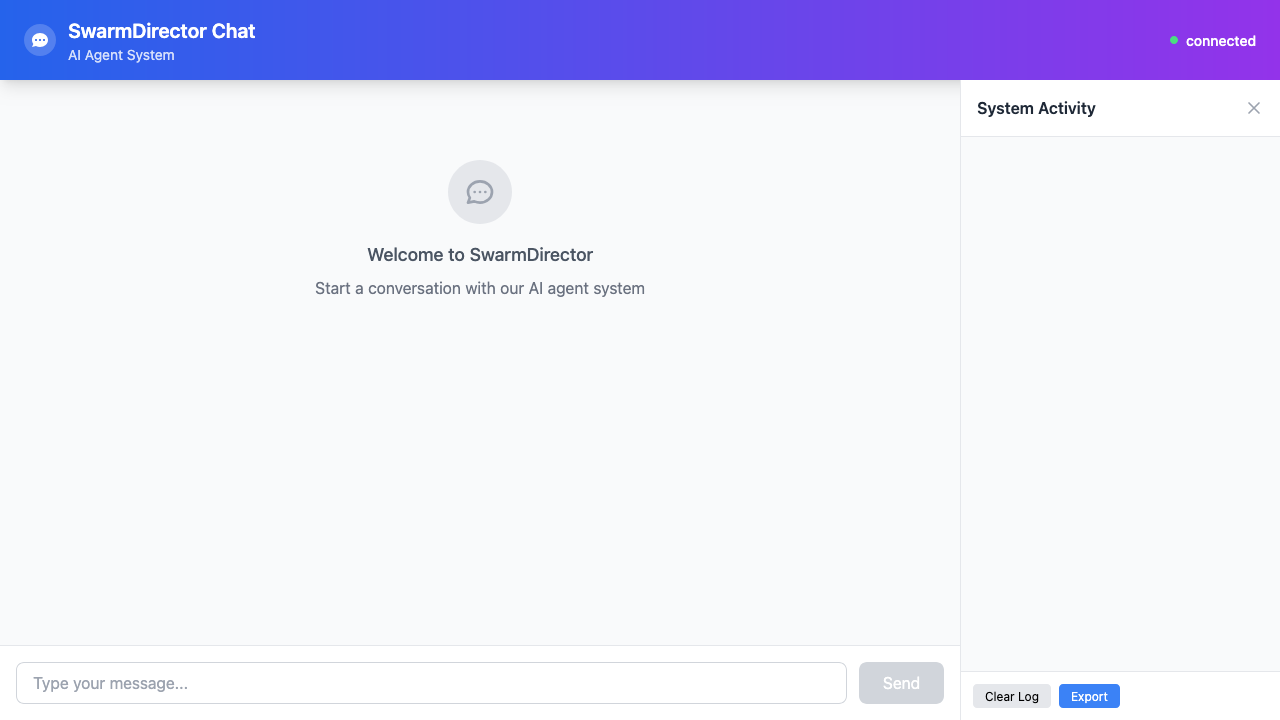 SwarmDirector Chat
AI Agent System
connected
System Activity
Welcome to SwarmDirector
Start a conversation with our AI agent system
Type your message...
Send
Clear Log
Export